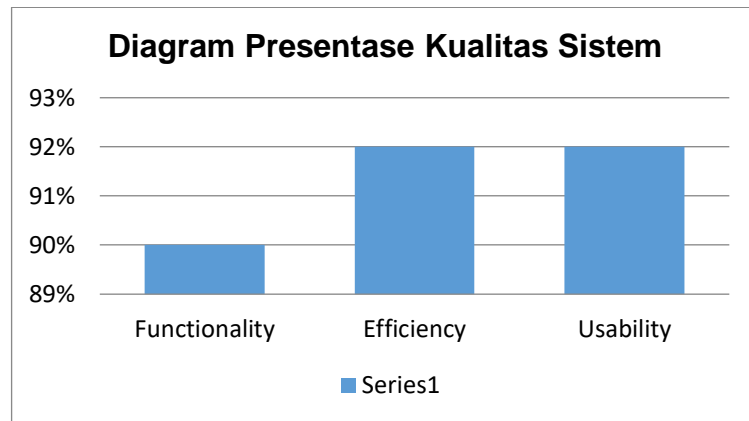 Diagram Presentase Kualitas Sistem
93%
92%
91%
90%
89%
Functionality Efficiency Usability
Series1